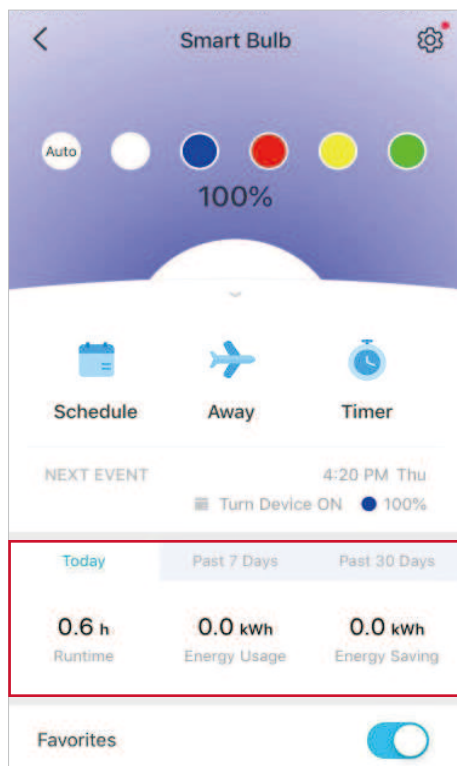 Smart Bulb
Auto
100%
Schedule Away Timer
NEXT EVENT 4:20 PM Thu
Turn Device ON 100%
Today Past 7 Days Past 30 Days
0.6 h 0.0 kWh 0.0 kWh
Runtime Energy Usage Energy Saving
Favorites